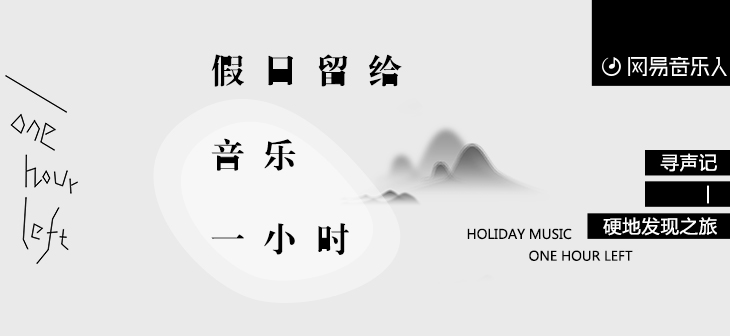 假日留给
音乐
一小时
one
hour
left
网易音乐人
寻声记
|
硬地发现之旅
HOLIDAY MUSIC
ONE HOUR LEFT